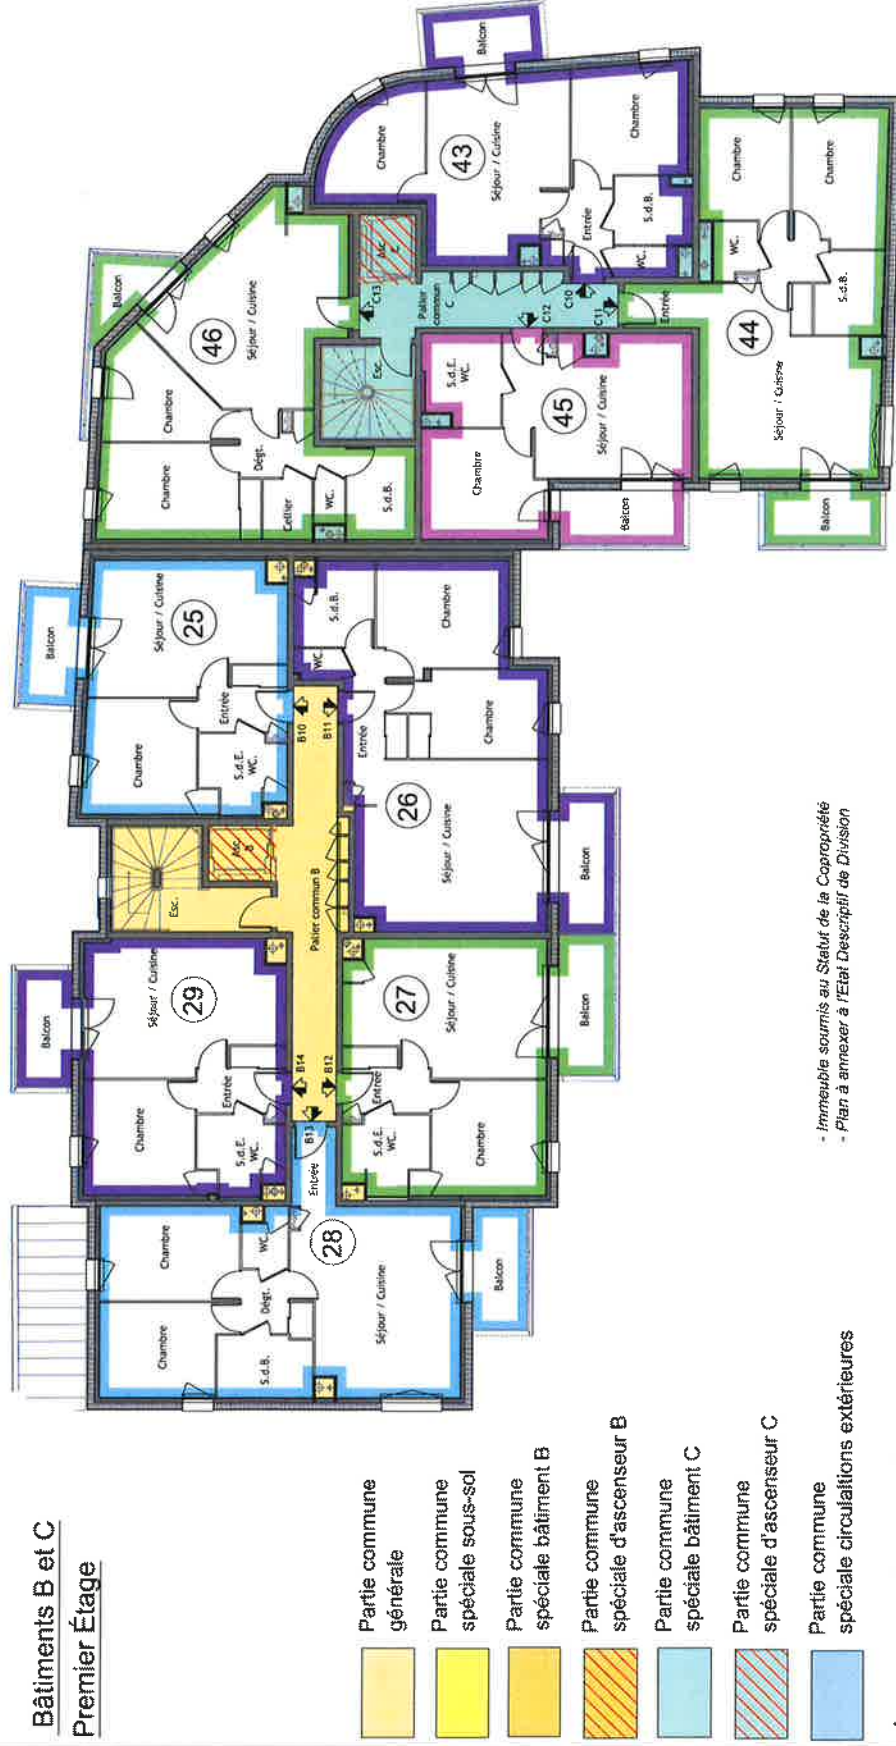 Bâtiments B et C
Premier Étage
Partie commune
générale
Partie commune
spéciale sous-sol
Partie commune
spéciale bâtiment B
Partie commune
spéciale d'ascenseur B
Partie commune
spéciale bâtiment C
Partie commune
spéciale d'ascenseur C
Partie commune
spéciale circulaitions extérieures
Chambre
Chambre
S.d.B.
Dégt.
WC.
Entrée
28
Séjour / Cuisine
Balcon
B13
Balcon
Chambre
Séjour / Cuisine
29
S.d.E.
WC.
Entrée
B14
B12
Entrée
S.d.E.
WC.
27
Chambre
Séjour / Cuisine
Balcon
Esc.
Asc.
B
Palier commun B
Balcon
Chambre
Séjour / Cuisine
25
S.d.E.
WC.
Entrée
B10
B11
Entrée
WC.
S.d.B.
26
Séjour / Cuisine
Chambre
Chambre
Balcon
Balcon
Chambre
Chambre
46
Séjour / Cuisine
Dégt.
Cellier
WC.
S.d.B.
Esc.
C13
Asc.
C
Palier
commun
C
C12
C10
C11
S.d.E.
WC.
Chambre
45
Séjour / Cuisine
Balcon
Balcon
Chambre
43
Séjour / Cuisine
Chambre
Entrée
S.d.B.
WC.
Entrée
44
Séjour / Cuisine
WC.
Chambre
Chambre
S.d.B.
Balcon
- Immeuble soumis au Statut de la Copropriété
- Plan à annexer à l'Etat Descriptif de Division